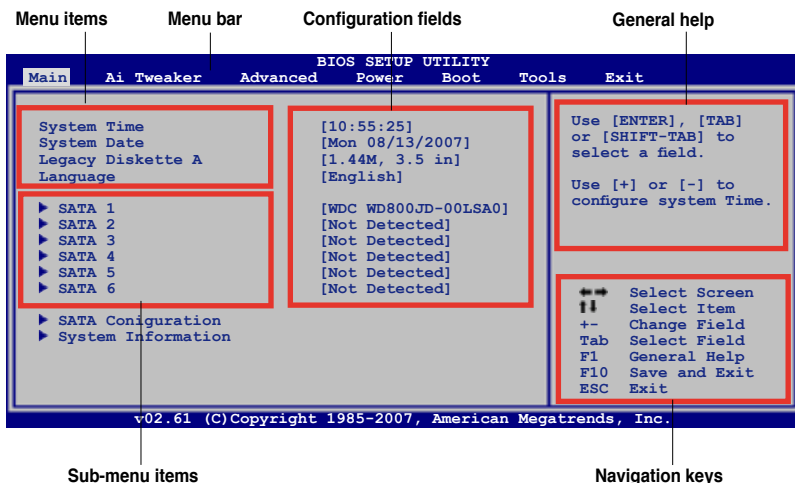 Menu items Menu bar Configuration fields General help
BIOS SETUP UTILITY
Main Ai Tweaker Advanced Power Boot Tools Exit
System Time [10:55:25]
System Date [Mon 08/13/2007]
Legacy Diskette A [1.44M, 3.5 in]
Language [English]
SATA 1 [WDC WD800JD-00LSA0]
SATA 2 [Not Detected]
SATA 3 [Not Detected]
SATA 4 [Not Detected]
SATA 5 [Not Detected]
SATA 6 [Not Detected]
SATA Coniguration
System Information
Use [ENTER], [TAB]
or [SHIFT-TAB] to
select a field.
Use [+] or [-] to
configure system Time.
Select Screen
Select Item
+- Change Field
Tab Select Field
F1 General Help
F10 Save and Exit
ESC Exit
v02.61 (C)Copyright 1985-2007, American Megatrends, Inc.
Sub-menu items Navigation keys